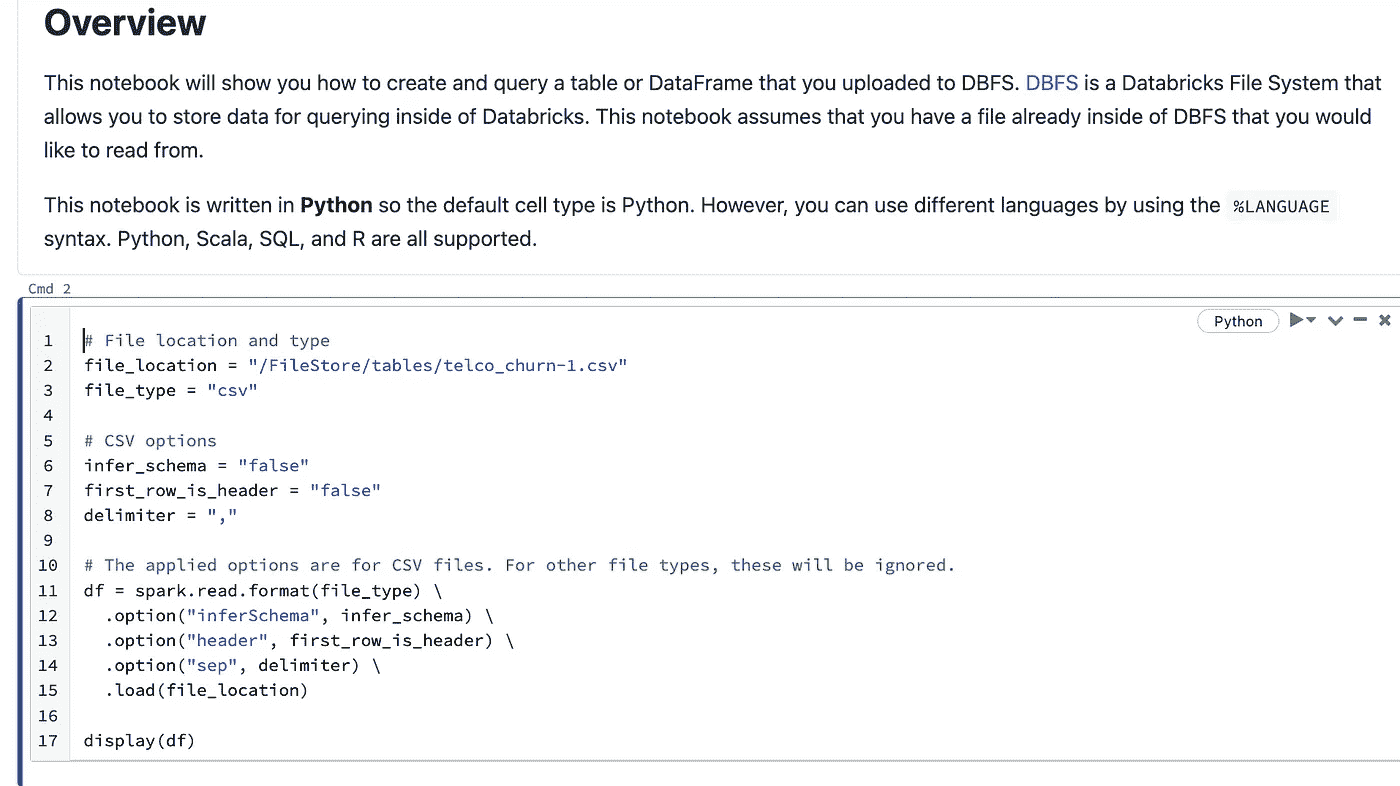 Overview
This notebook will show you how to create and query a table or DataFrame that you uploaded to DBFS. DBFS is a Databricks File System that
allows you to store data for querying inside of Databricks. This notebook assumes that you have a file already inside of DBFS that you would
like to read from.
This notebook is written in Python so the default cell type is Python. However, you can use different languages by using the %LANGUAGE
syntax. Python, Scala, SQL, and R are all supported.
Cmd 2
Python
1 # File location and type
2 file_location = "/FileStore/tables/telco_churn-1.csv"
3 file_type = "csv"
4
5 # CSV options
6 infer_schema = "false"
7 first_row_is_header = "false"
8 delimiter = ","
9
10 # The applied options are for CSV files. For other file types, these will be ignored.
11 df = spark.read.format(file_type) \
12   .option("inferSchema", infer_schema) \
13   .option("header", first_row_is_header) \
14   .option("sep", delimiter) \
15   .load(file_location)
16
17 display(df)